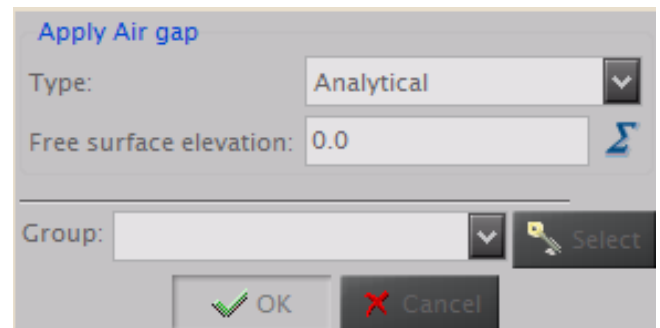 Apply Air gap
Type: Analytical
Free surface elevation: 0.0 Σ
Group: Select
OK Cancel